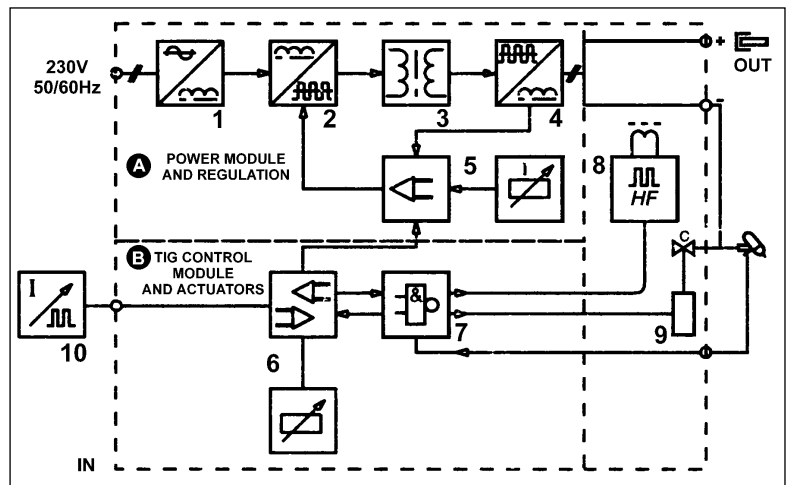 230V
50/60Hz
1
2
3
4
+
OUT
-
A POWER MODULE
AND REGULATION
5
I
8
HF
B TIG CONTROL
MODULE
AND ACTUATORS
C
I
&
10
6
7
9
IN